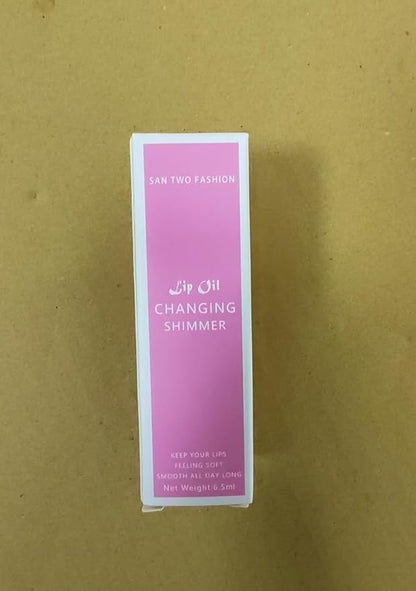 SAN TWO FASHION
Lip Oil
CHANGING
SHIMMER
KEEP YOUR LIPS
FEELING SOFT
SMOOTH ALL DAY LONG
Net Weight:6.5ml